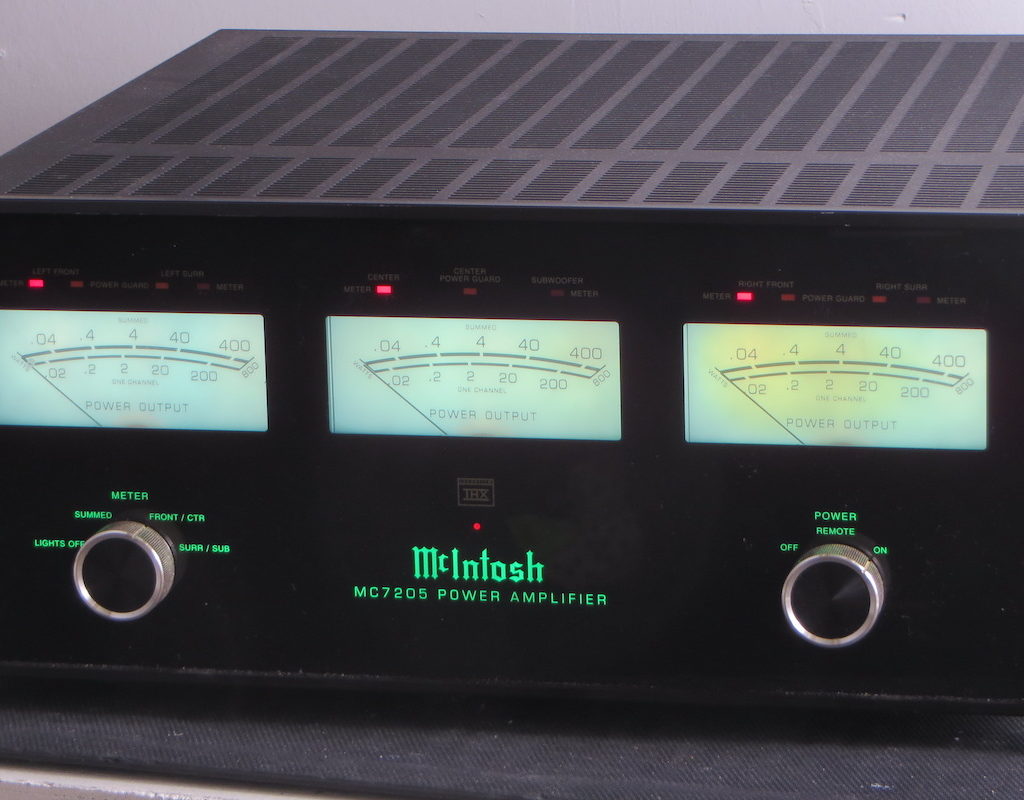 LEFT FRONT
LEFT SURR
METER POWER GUARD METER
CENTER
CENTER
POWER GUARD
SUBWOOFER
METER METER
RIGHT FRONT
RIGHT SURR
METER POWER GUARD METER
SUMMED
.04 .4 4 40 400
WATTS .02 .2 2 20 200 800
ONE CHANNEL
POWER OUTPUT
SUMMED
.04 .4 4 40 400
WATTS .02 .2 2 20 200 800
ONE CHANNEL
POWER OUTPUT
SUMMED
.04 .4 4 40 400
WATTS .02 .2 2 20 200 800
ONE CHANNEL
POWER OUTPUT
METER
SUMMED FRONT / CTR
LIGHTS OFF SURR / SUB
THX
McIntosh
MC7205 POWER AMPLIFIER
POWER
REMOTE
OFF ON